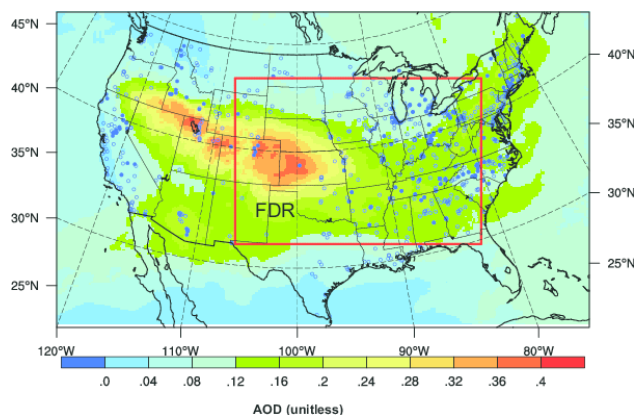 45°N
40°N
40°N
35°N
35°N
30°N
FDR
30°N
25°N
25°N
120°W 110°W 100°W 90°W 80°W
.0 .04 .08 .12 .16 .2 .24 .28 .32 .36 .4
AOD (unitless)